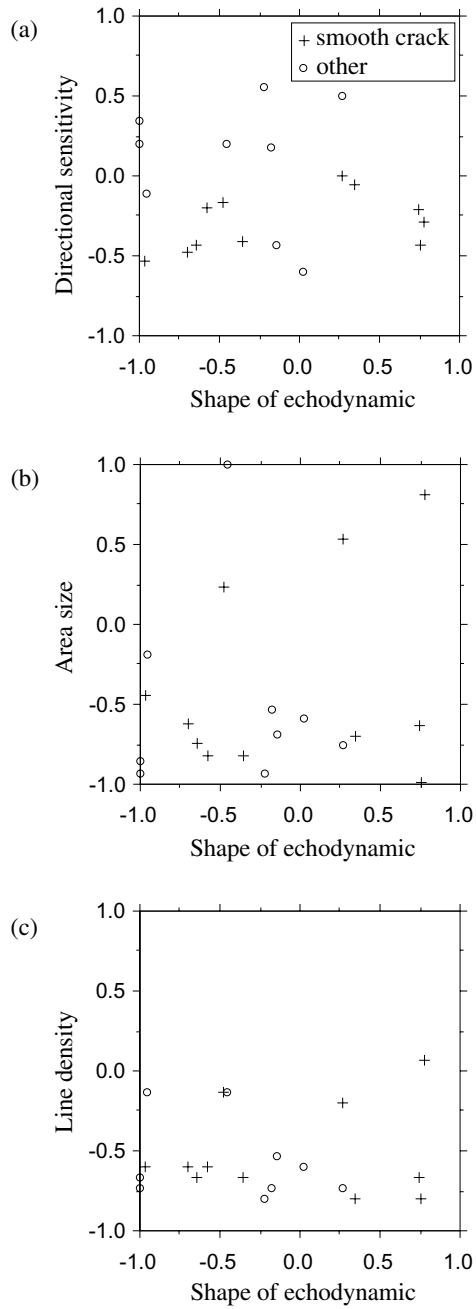 (a)
1.0
0.5
0.0
-0.5
-1.0
Directional sensitivity
+ smooth crack
o other
-1.0 -0.5 0.0 0.5 1.0
Shape of echodynamic
(b)
1.0
0.5
0.0
-0.5
-1.0
Area size
-1.0 -0.5 0.0 0.5 1.0
Shape of echodynamic
(c)
1.0
0.5
0.0
-0.5
-1.0
Line density
-1.0 -0.5 0.0 0.5 1.0
Shape of echodynamic